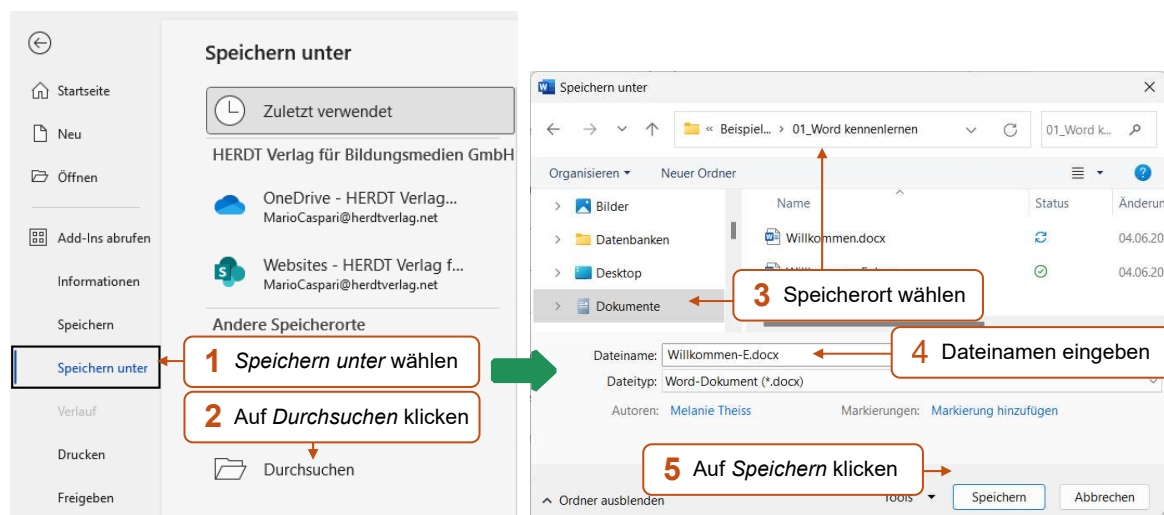 Speichern unter
Startseite
Neu
Öffnen
Add-Ins abrufen
Informationen
Speichern
Speichern unter
Verlauf
Drucken
Freigeben
Zuletzt verwendet
HERDT Verlag für Bildungsmedien GmbH
OneDrive - HERDT Verlag...
MarioCaspari@herdtverlag.net
Websites - HERDT Verlag f...
MarioCaspari@herdtverlag.net
Andere Speicherorte
1 Speichern unter wählen
2 Auf Durchsuchen klicken
Durchsuchen
W Speichern unter
« Beispiel... > 01_Word kennenlernen
01_Word k...
Organisieren
Neuer Ordner
Name
Status
Änderun
Bilder
Willkommen.docx
04.06.20
Datenbanken
Desktop
04.06.20
Dokumente
3 Speicherort wählen
Dateiname: Willkommen-E.docx
4 Dateinamen eingeben
Dateityp: Word-Dokument (*.docx)
Autoren: Melanie Theiss
Markierungen: Markierung hinzufügen
5 Auf Speichern klicken
Ordner ausblenden
Tools
Speichern
Abbrechen